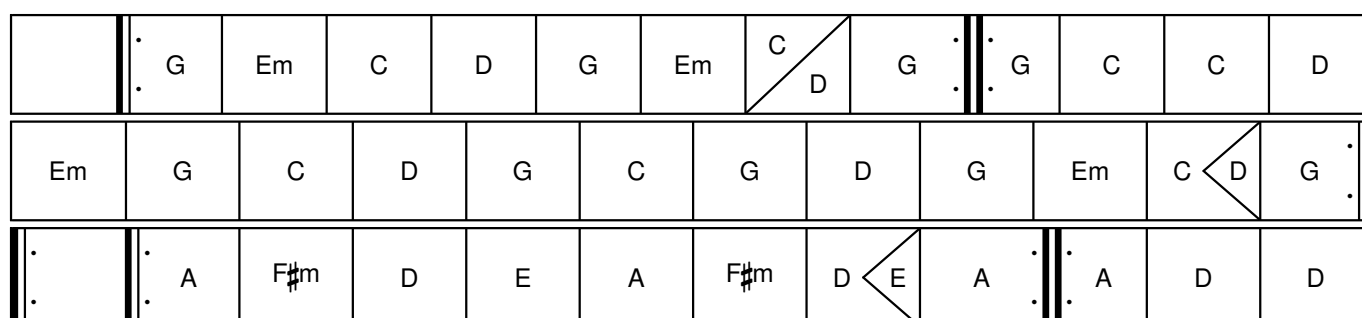 G Em C D G Em C D G G C C D
Em G C D G C G D G Em C D G
A F♯m D E A F♯m D E A A D D